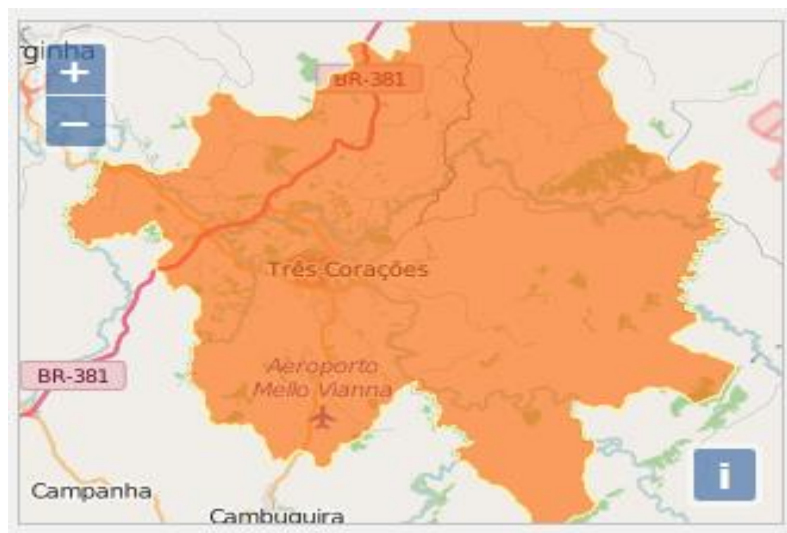 ginha
+
BR-381
–
Três Corações
Aeroporto
Mello Vianna
BR-381
i
Campanha
Cambuquira